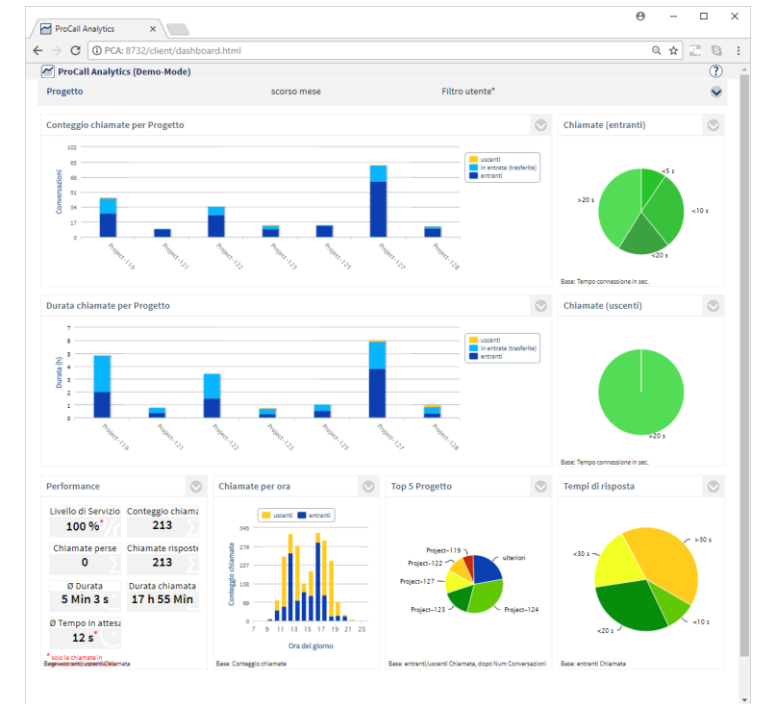 ProCall Analytics
PCA: 8732/client/dashboard.html
ProCall Analytics (Demo-Mode)
Progetto scorso mese Filtro utente*
Conteggio chiamate per Progetto
Conversazioni
102
85
68
51
34
17
0
Project-119
Project-121
Project-122
Project-123
Project-125
Project-127
Project-128
uscenti
in entrata (trasferite)
entranti
Chiamate (entranti)
<5 s
<10 s
<20 s
>20 s
Base: Tempo connessione in sec.
Durata chiamate per Progetto
Durata (h)
7
6
5
4
3
2
1
0
Project-119
Project-121
Project-122
Project-123
Project-125
Project-127
Project-128
uscenti
in entrata (trasferite)
entranti
Chiamate (uscenti)
>20 s
Base: Tempo connessione in sec.
Performance
Livello di Servizio
100 %*
Conteggio chiama
213
Chiamate perse
0
Chiamate risposte
213
Ø Durata
5 Min 3 s
Durata chiamata
17 h 55 Min
Ø Tempo in attesa
12 s*
* solo le chiamata in
Chiamate per ora
uscenti entranti
Conteggio chiamate
345
276
207
138
69
0
7 9 11 13 15 17 19 21 23
Ora del giorno
Base: Conteggio chiamate
Top 5 Progetto
Project-119
Project-122
Project-127
Project-123
ulteriori
Project-124
Base: entranti/uscenti Chiamata, dopo Num Conversazioni
Tempi di risposta
<30 s
>30 s
<20 s
<10 s
Base: entranti Chiamata